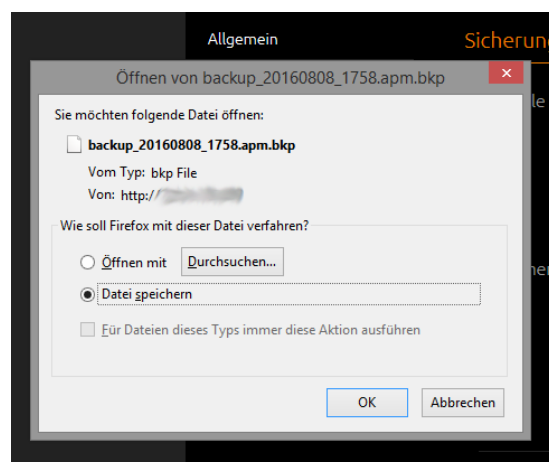 Allgemein
Sicherung
Öffnen von backup_20160808_1758.apm.bkp
Sie möchten folgende Datei öffnen:
backup_20160808_1758.apm.bkp
Vom Typ: bkp File
Von: http://
Wie soll Firefox mit dieser Datei verfahren?
Öffnen mit Durchsuchen...
Datei speichern
Für Dateien dieses Typs immer diese Aktion ausführen
OK Abbrechen